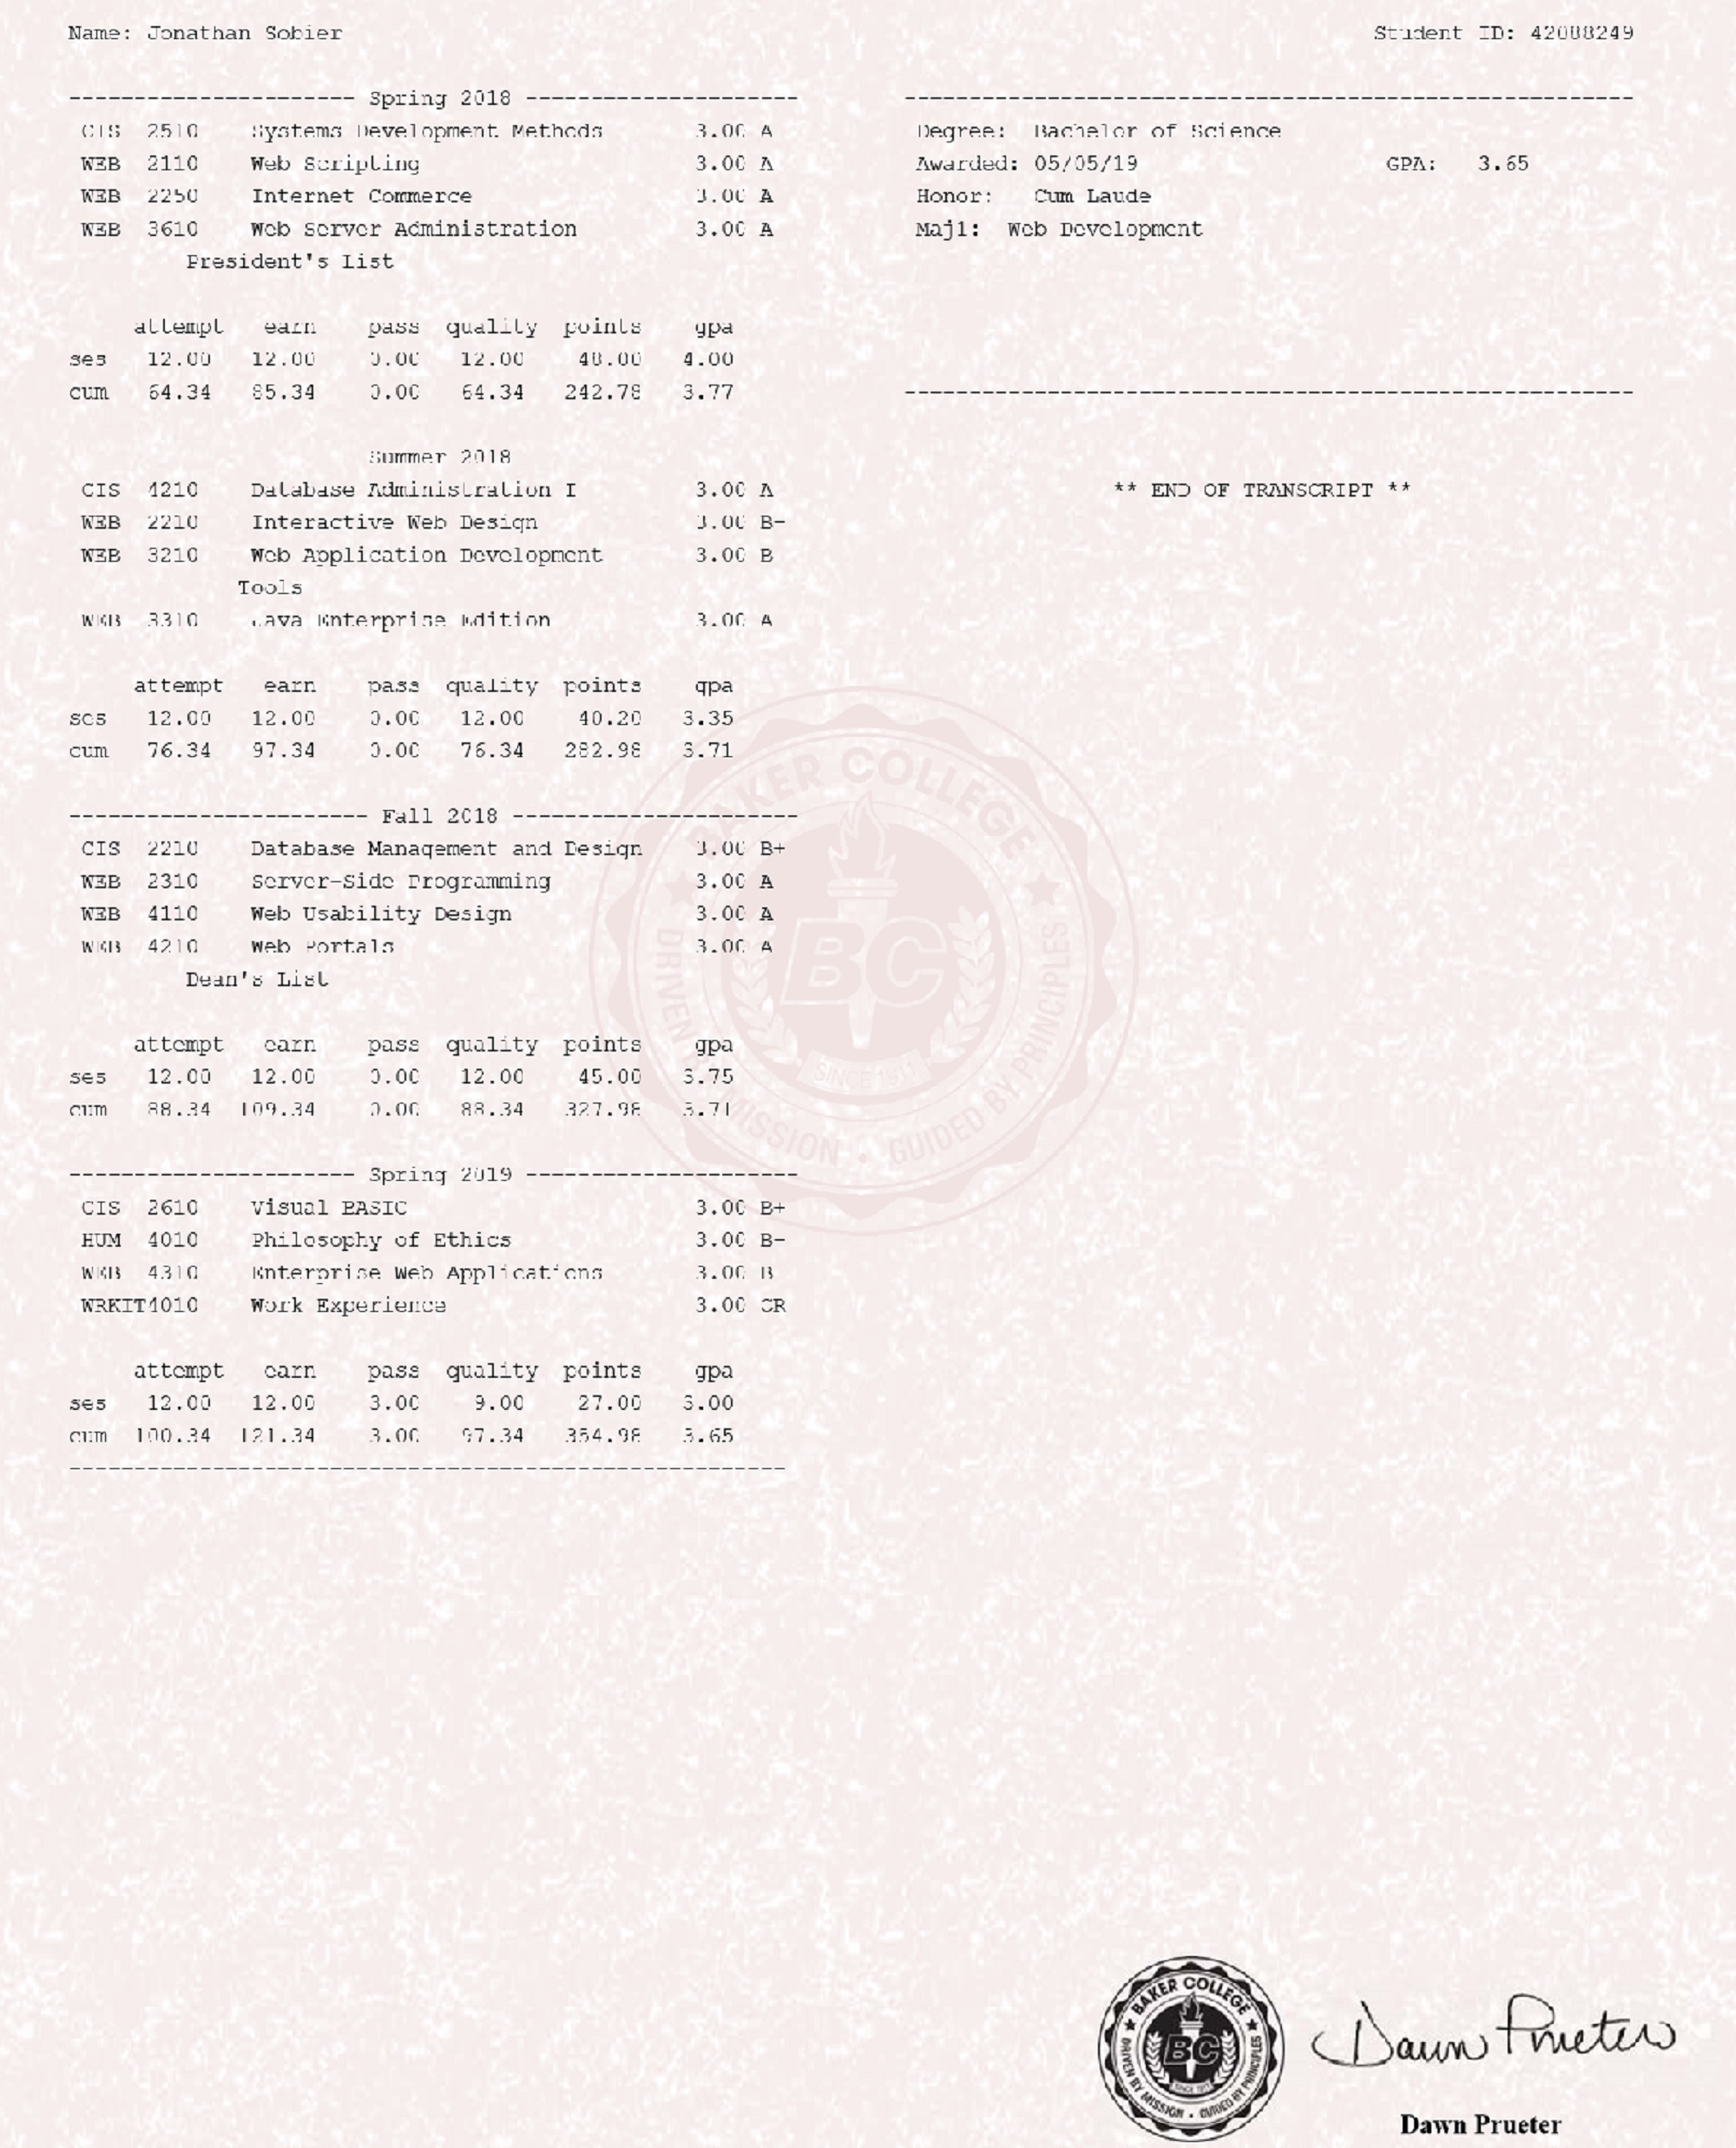 Name: Jonathan Sobier
Student ID: 42088249
---------------------- Spring 2018 ---------------------
CIS 2510 Systems Development Methods 3.00 A
WEB 2110 Web Scripting 3.00 A
WEB 2250 Internet Commerce 3.00 A
WEB 3610 Web Server Administration 3.00 A
President's List
attempt earn pass quality points gpa
ses 12.00 12.00 0.00 12.00 48.00 4.00
cum 64.34 85.34 0.00 64.34 242.78 3.77
Summer 2018
CIS 4210 Database Administration I 3.00 A
WEB 2210 Interactive Web Design 3.00 B-
WEB 3210 Web Application Development 3.00 B
Tools
WEB 3310 Java Enterprise Edition 3.00 A
attempt earn pass quality points gpa
ses 12.00 12.00 0.00 12.00 40.20 3.35
cum 76.34 97.34 0.00 76.34 282.98 3.71
----------------------- Fall 2018 ----------------------
CIS 2210 Database Management and Design 3.00 B+
WEB 2310 Server-Side Programming 3.00 A
WEB 4110 Web Usability Design 3.00 A
WEB 4210 Web Portals 3.00 A
Dean's List
attempt earn pass quality points gpa
ses 12.00 12.00 0.00 12.00 45.00 3.75
cum 88.34 109.34 0.00 88.34 327.98 3.71
---------------------- Spring 2019 ---------------------
CIS 2610 Visual BASIC 3.00 B+
HUM 4010 Philosophy of Ethics 3.00 B-
WEB 4310 Enterprise Web Applications 3.00 B
WRKIT4010 Work Experience 3.00 CR
attempt earn pass quality points gpa
ses 12.00 12.00 3.00 9.00 27.00 3.00
cum 100.34 121.34 3.00 97.34 354.98 3.65
Degree: Bachelor of Science
Awarded: 05/05/19 GPA: 3.65
Honor: Cum Laude
Maj1: Web Development
** END OF TRANSCRIPT **
BAKER COLLEGE
BC
DRIVEN BY MISSION • GUIDED BY PRINCIPLES
BAKER COLLEGE
BC
DRIVEN BY MISSION • GUIDED BY PRINCIPLES
Dawn Prueter
Dawn Prueter